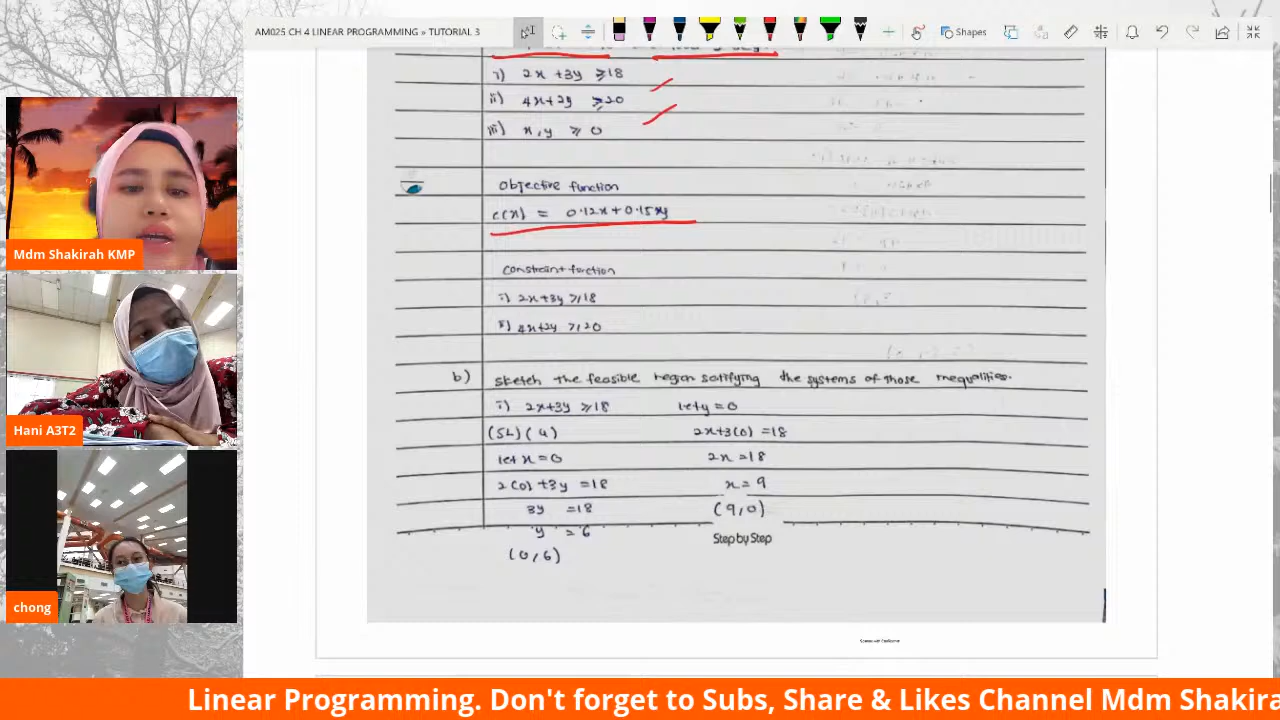 AM025 CH 4 LINEAR PROGRAMMING » TUTORIAL 3
Shapes
i) 2x +3y ≥18
ii) 4x+2y ≥20
iii) x,y ≥ 0
Objective function
c(x) = 0.12x+0.15xy
constraint function
i) 2x+3y ≥18
ii) 4x+2y ≥20
b) sketch the feasible region satifying the systems of those inequalities.
i) 2x+3y ≥18 let y=0
(SL) (4) 2x+3(0) =18
let x=0 2x =18
2(0) +3y =18 x= 9
3y =18 (9,0)
y =6 Step by Step
(0,6)
Mdm Shakirah KMP
Hani A3T2
chong
Linear Programming. Don't forget to Subs, Share & Likes Channel Mdm Shakira